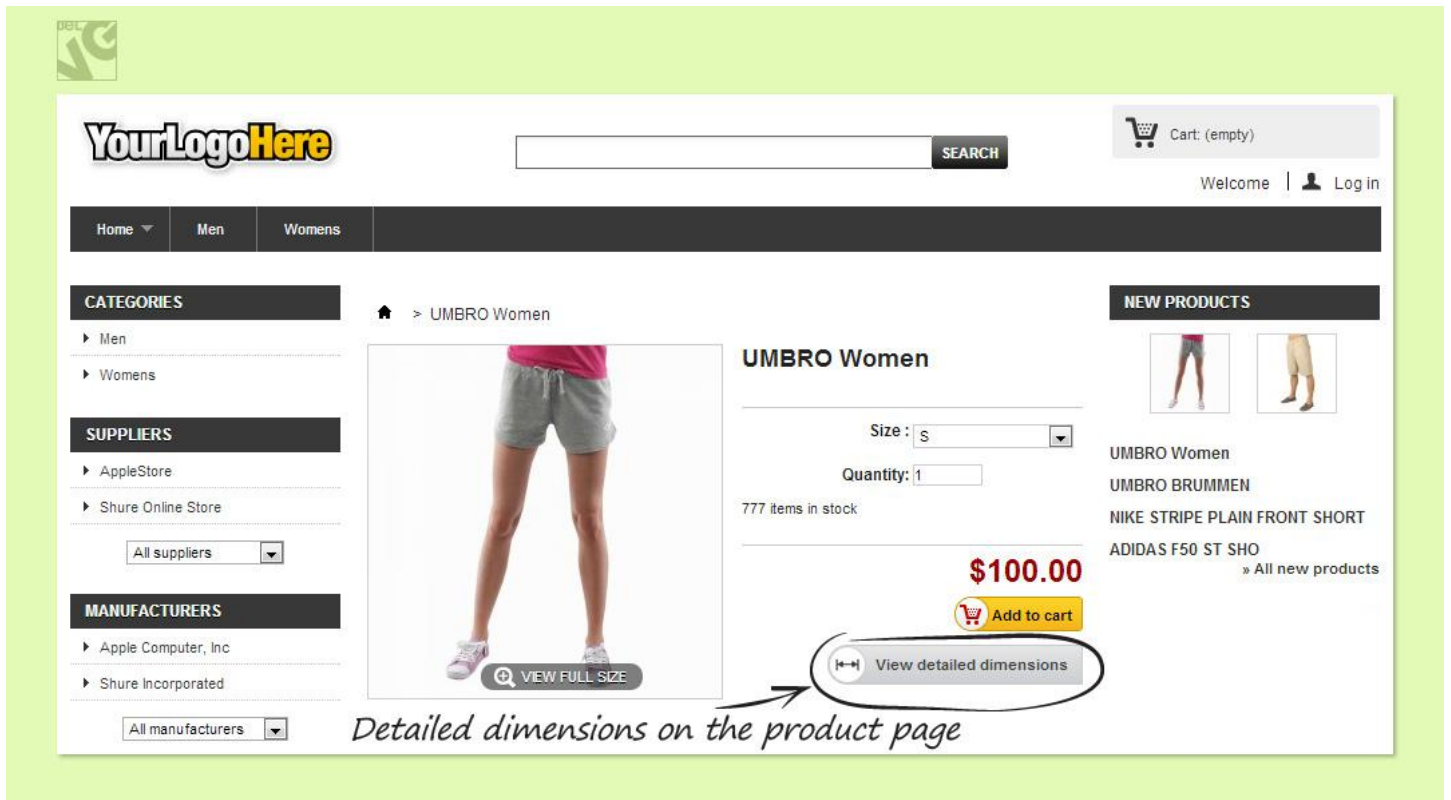 BelVG
YourLogoHere
SEARCH
Cart: (empty)
Welcome
Log in
Home
Men
Womens
CATEGORIES
Men
Womens
SUPPLIERS
AppleStore
Shure Online Store
All suppliers
MANUFACTURERS
Apple Computer, Inc
Shure Incorporated
All manufacturers
> UMBRO Women
VIEW FULL SIZE
UMBRO Women
Size : S
Quantity: 1
777 items in stock
$100.00
Add to cart
View detailed dimensions
Detailed dimensions on the product page
NEW PRODUCTS
UMBRO Women
UMBRO BRUMMEN
NIKE STRIPE PLAIN FRONT SHORT
ADIDAS F50 ST SHO
» All new products